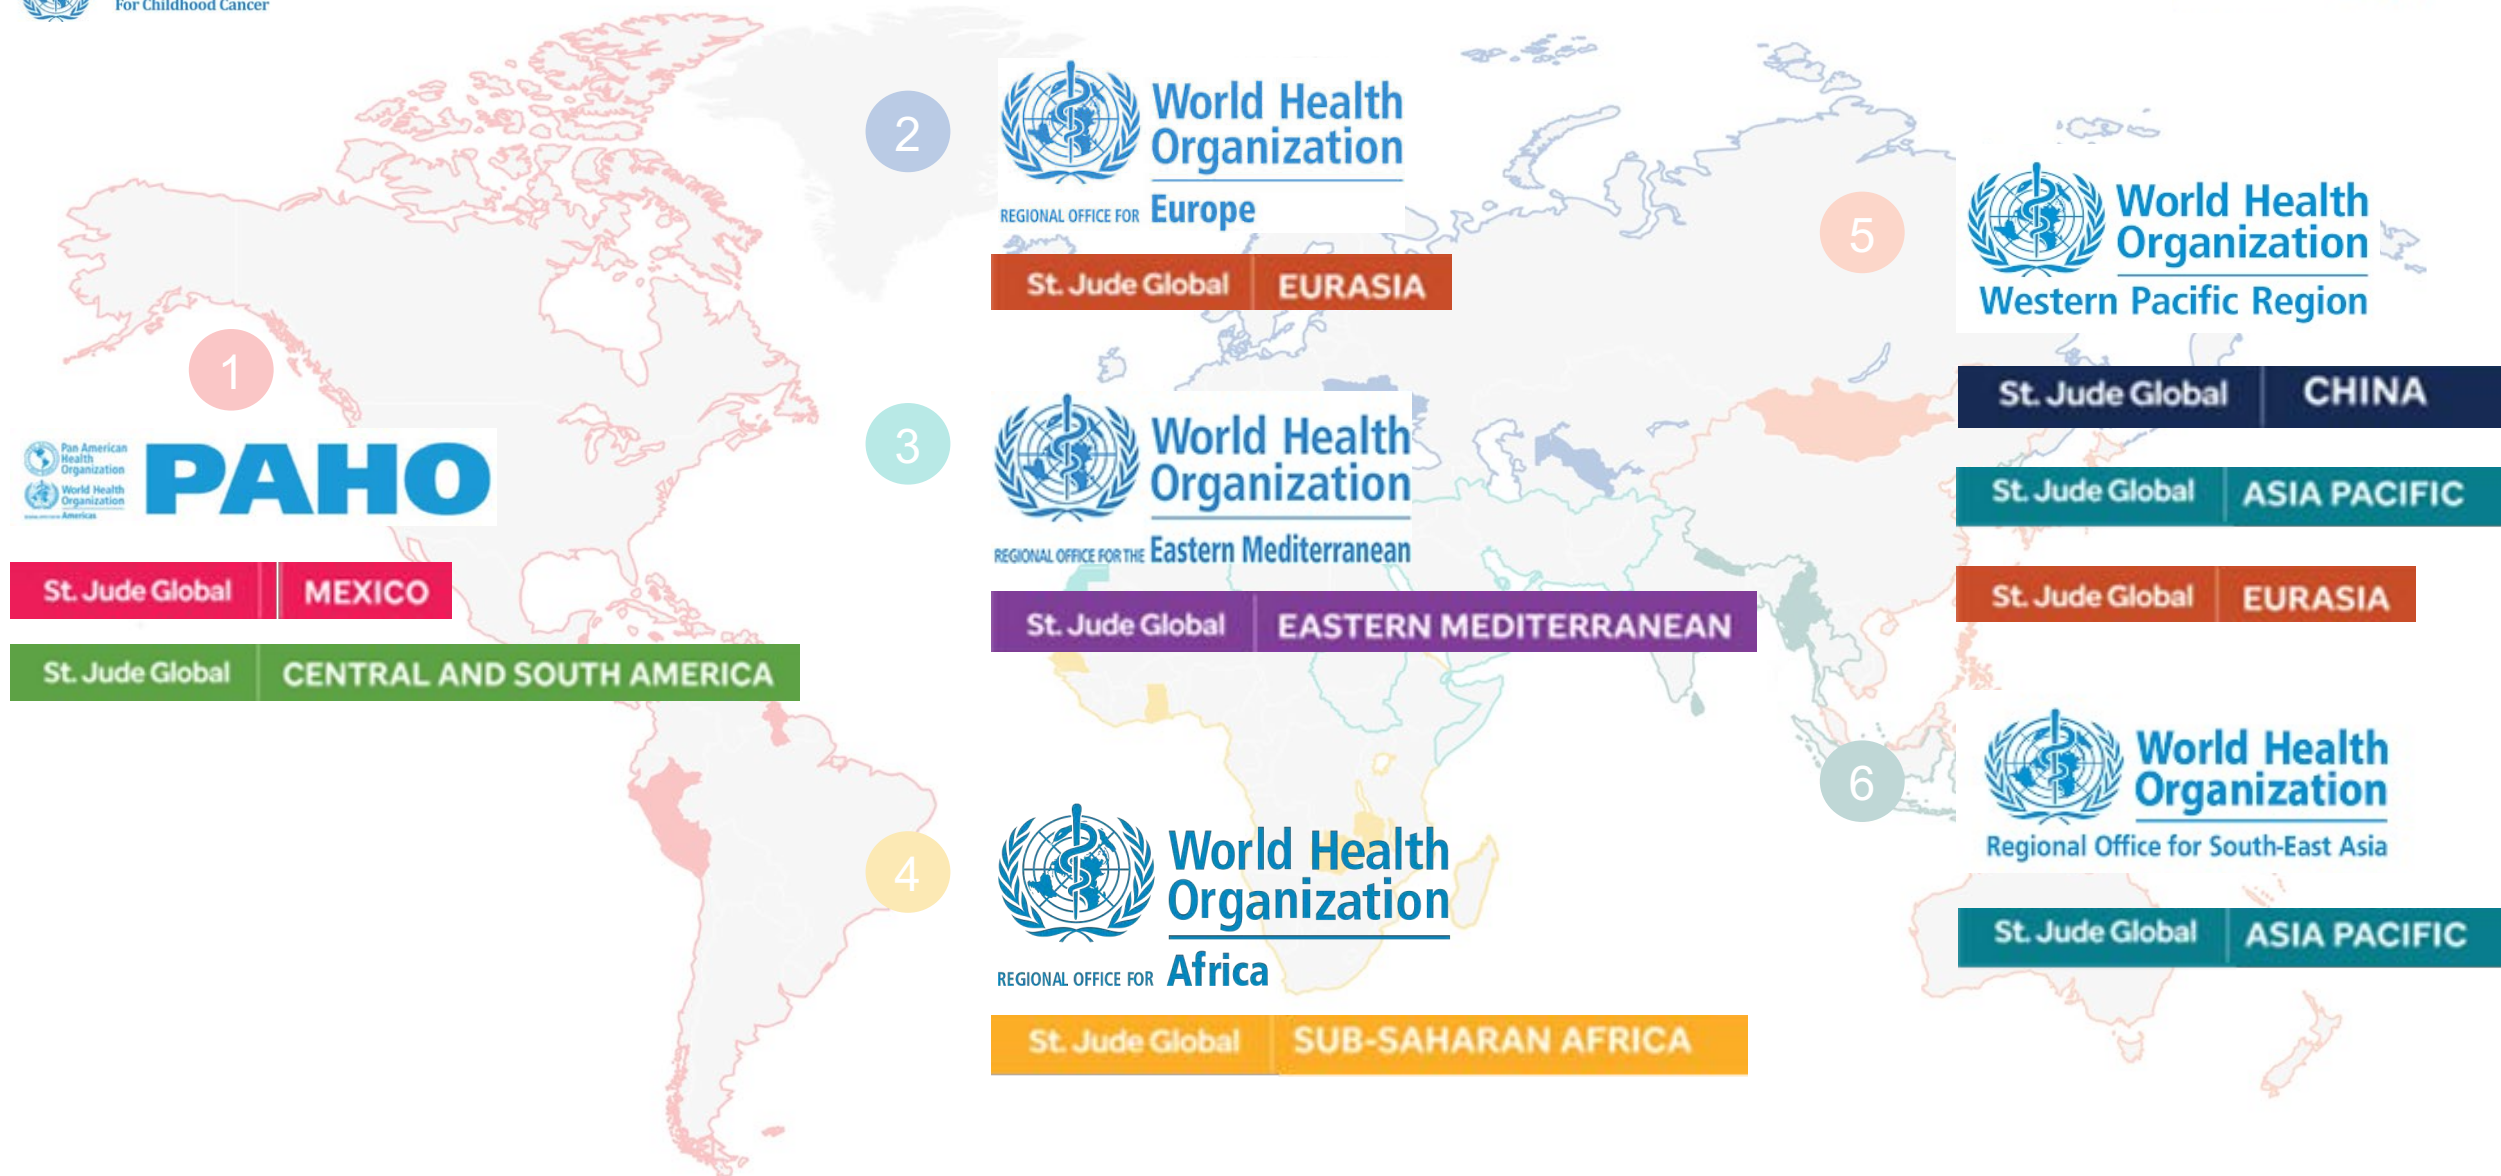 For Childhood Cancer
1
Pan American
Health
Organization
World Health
Organization
Americas
PAHO
St. Jude Global MEXICO
St. Jude Global CENTRAL AND SOUTH AMERICA
2
World Health
Organization
REGIONAL OFFICE FOR Europe
St. Jude Global EURASIA
3
World Health
Organization
REGIONAL OFFICE FOR THE Eastern Mediterranean
St. Jude Global EASTERN MEDITERRANEAN
4
World Health
Organization
REGIONAL OFFICE FOR Africa
St. Jude Global SUB-SAHARAN AFRICA
5
World Health
Organization
Western Pacific Region
St. Jude Global CHINA
St. Jude Global ASIA PACIFIC
St. Jude Global EURASIA
6
World Health
Organization
Regional Office for South-East Asia
St. Jude Global ASIA PACIFIC